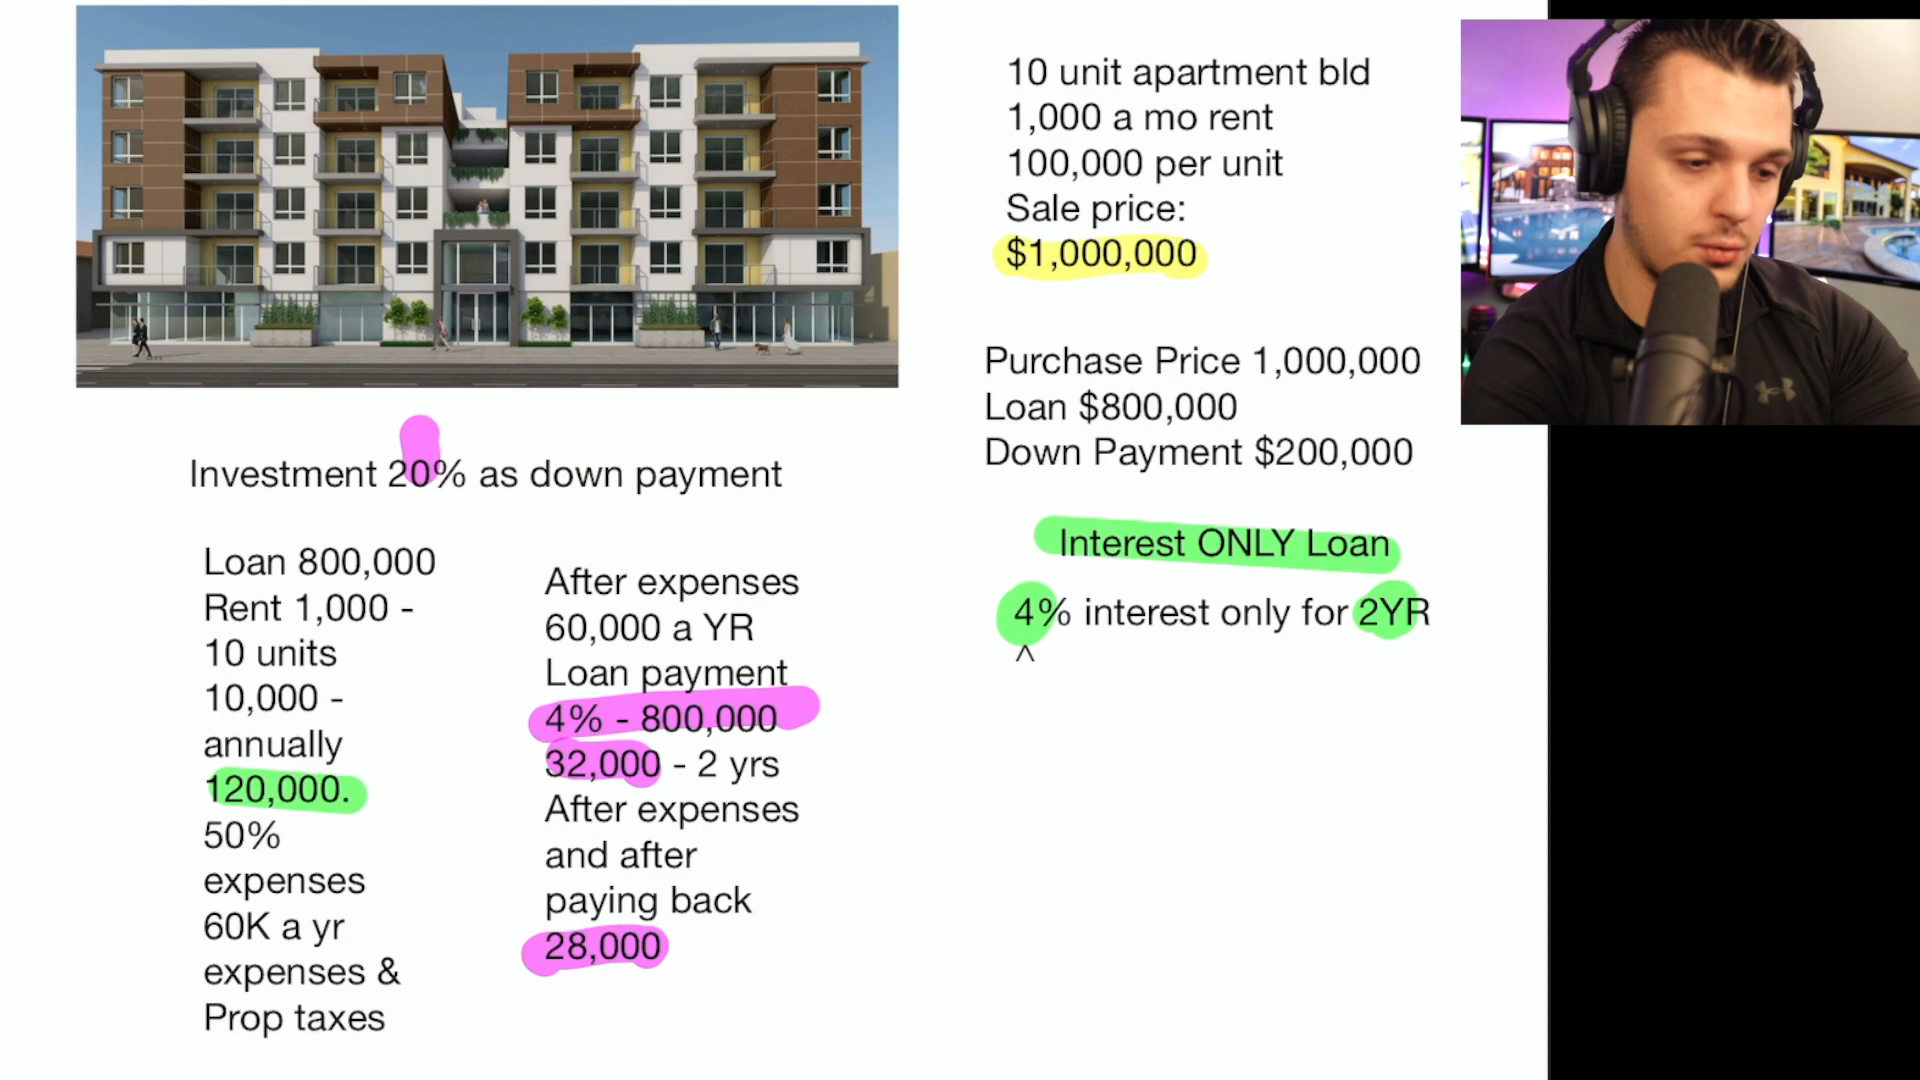 10 unit apartment bld
1,000 a mo rent
100,000 per unit
Sale price:
$1,000,000
Purchase Price 1,000,000
Loan $800,000
Down Payment $200,000
Investment 20% as down payment
Loan 800,000
Rent 1,000 -
10 units
10,000 -
annually
120,000.
50%
expenses
60K a yr
expenses &
Prop taxes
After expenses
60,000 a YR
Loan payment
4% - 800,000
32,000 - 2 yrs
After expenses
and after
paying back
28,000
Interest ONLY Loan
4% interest only for 2YR
^